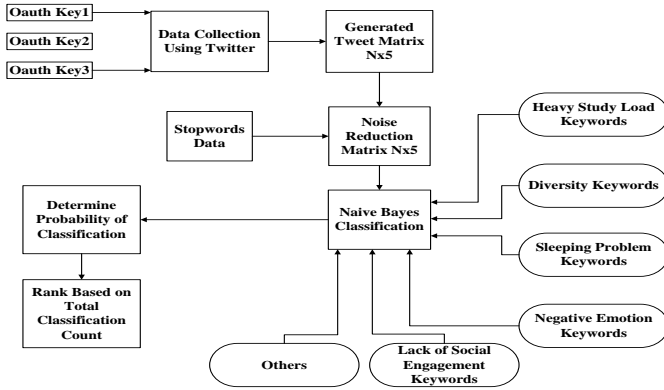 Oauth Key1
Oauth Key2
Oauth Key3
Data Collection
Using Twitter
Generated
Tweet Matrix
Nx5
Stopwords
Data
Noise
Reduction
Matrix Nx5
Heavy Study Load
Keywords
Determine
Probability of
Classification
Naive Bayes
Classification
Diversity Keywords
Sleeping Problem
Keywords
Rank Based on
Total
Classification
Count
Negative Emotion
Keywords
Others
Lack of Social
Engagement
Keywords